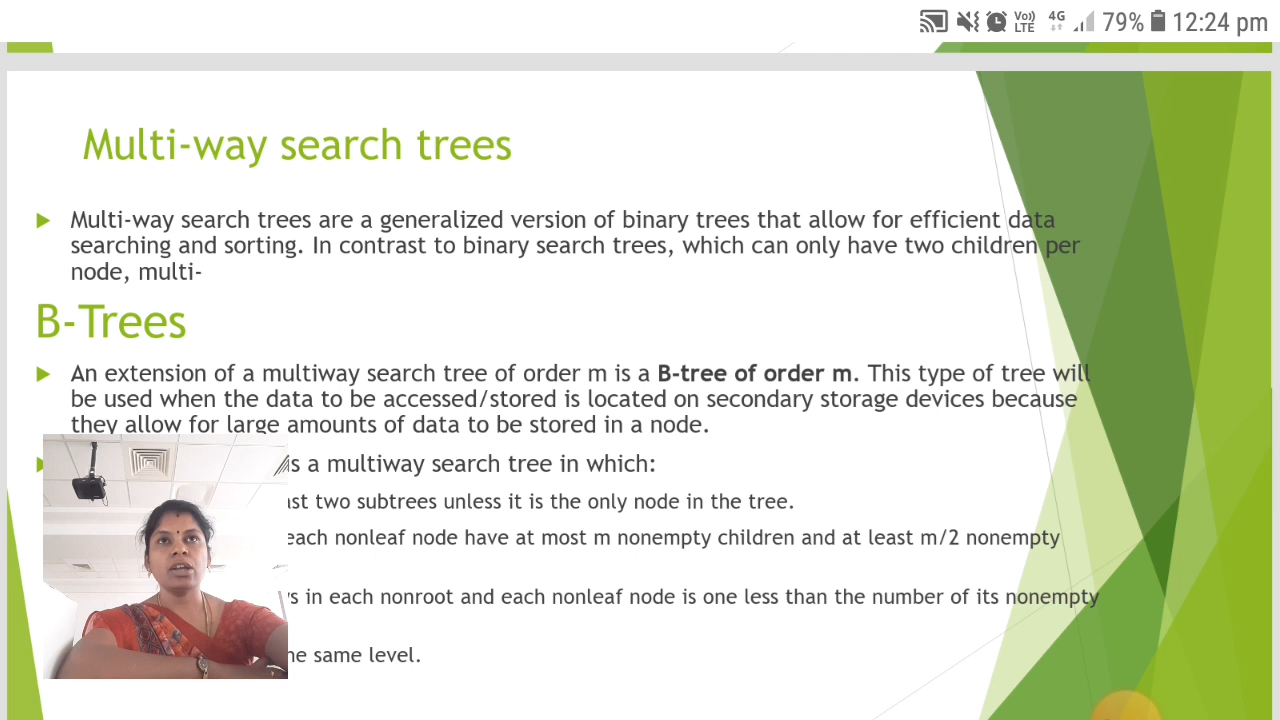 Vo)) LTE 4G 79% 12:24 pm
Multi-way search trees
Multi-way search trees are a generalized version of binary trees that allow for efficient data
searching and sorting. In contrast to binary search trees, which can only have two children per
node, multi-
B-Trees
An extension of a multiway search tree of order m is a B-tree of order m. This type of tree will
be used when the data to be accessed/stored is located on secondary storage devices because
they allow for large amounts of data to be stored in a node.
is a multiway search tree in which:
two subtrees unless it is the only node in the tree.
each nonleaf node have at most m nonempty children and at least m/2 nonempty
in each nonroot and each nonleaf node is one less than the number of its nonempty
same level.